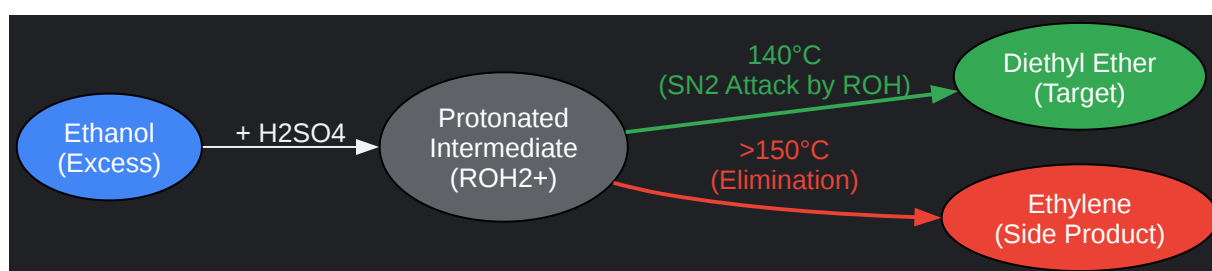 Ethanol
(Excess)
+ H2SO4
Protonated
Intermediate
(ROH2+)
140°C
(SN2 Attack by ROH)
>150°C
(Elimination)
Diethyl Ether
(Target)
Ethylene
(Side Product)